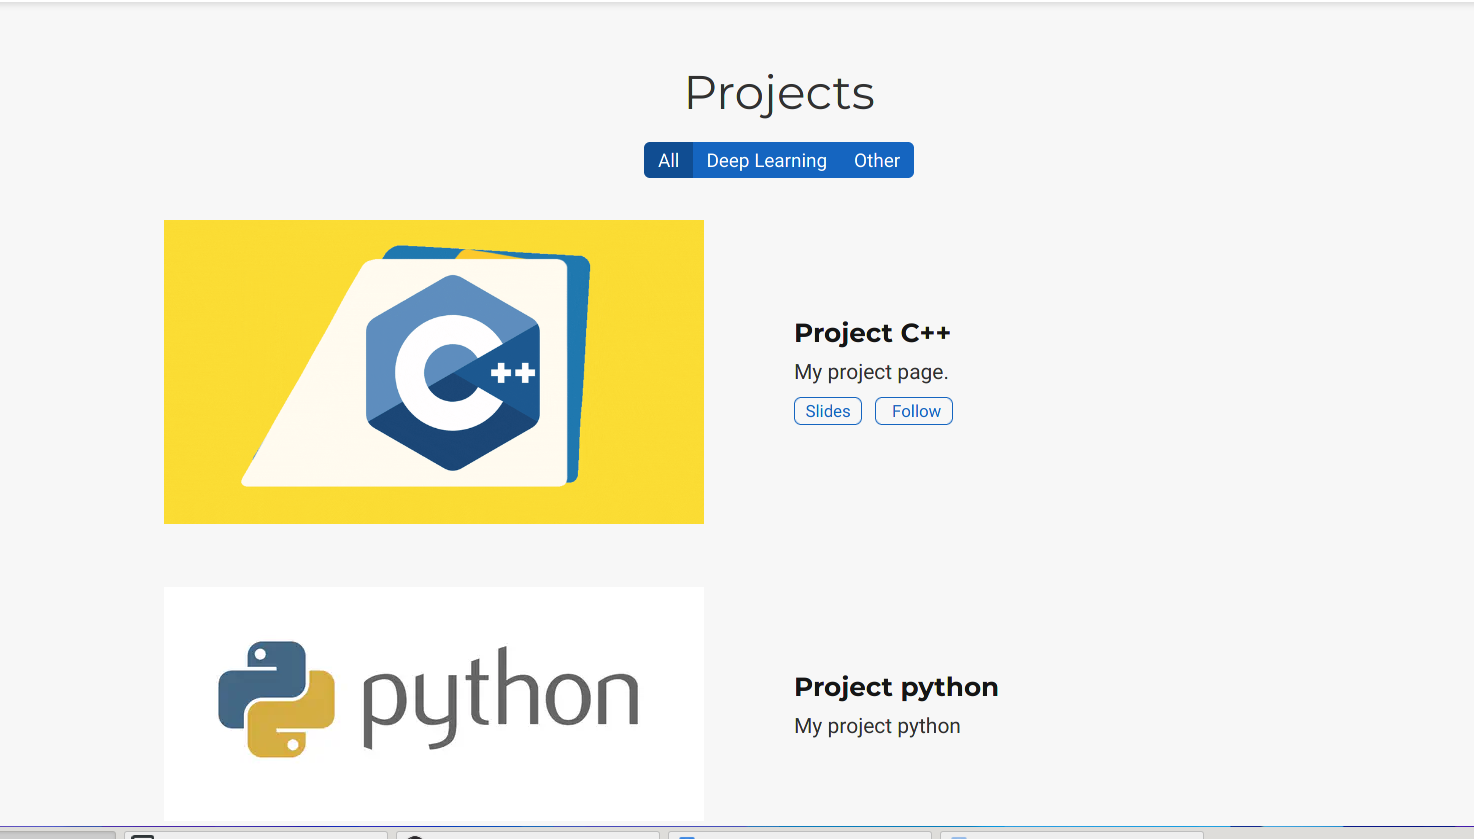 Projects
All Deep Learning Other
C++
Project C++
My project page.
Slides Follow
python
Project python
My project python